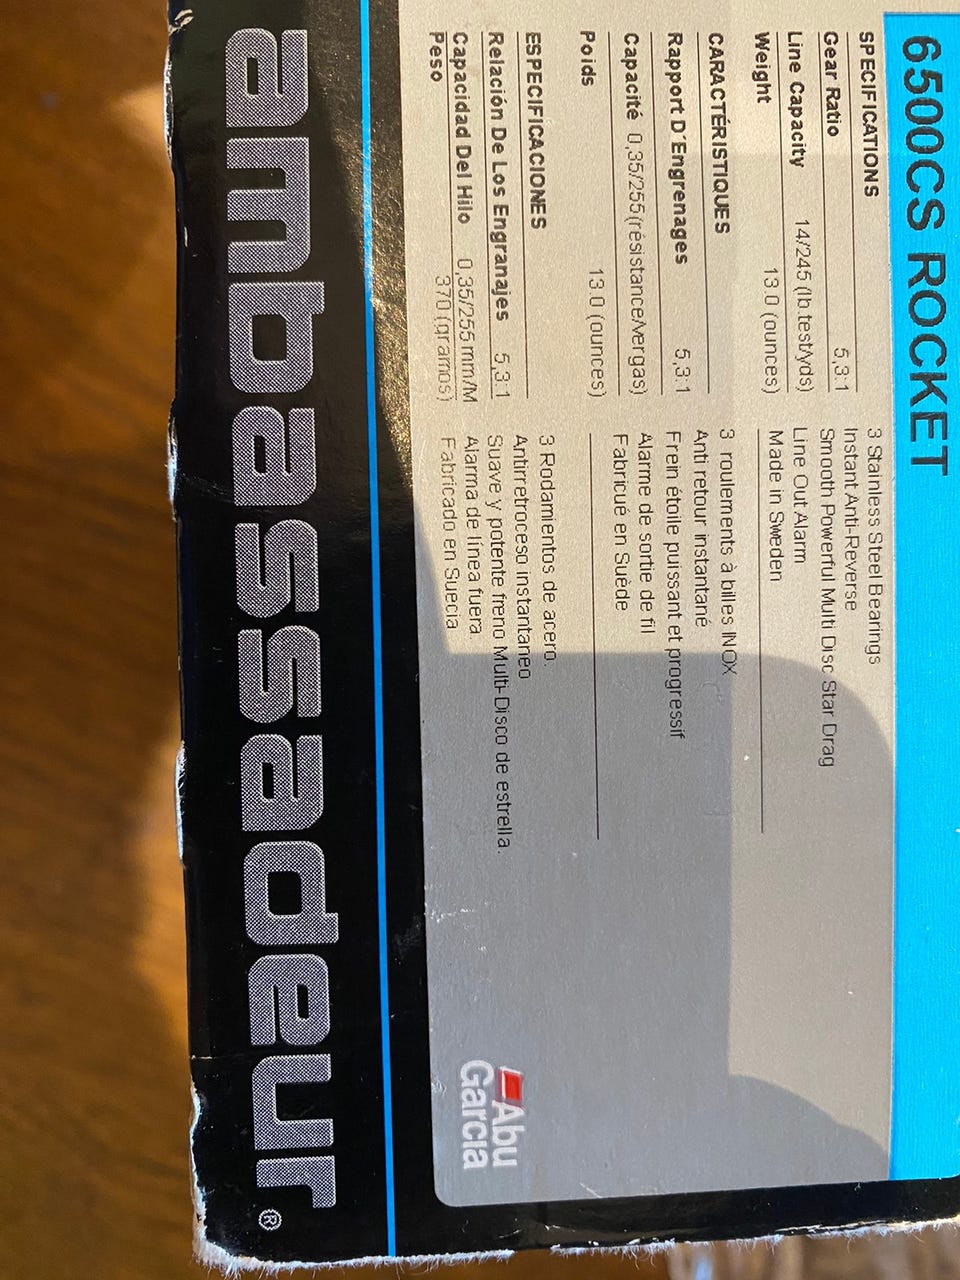 6500CS ROCKET
SPECIFICATIONS
Gear Ratio 5,3:1
Line Capacity 14/245 (lb.test/yds)
Weight 13.0 (ounces)
3 Stainless Steel Bearings
Instant Anti-Reverse
Smooth Powerful Multi Disc Star Drag
Line Out Alarm
Made in Sweden
CARACTÉRISTIQUES
Rapport D'Engrenages 5,3:1
Capacité 0,35/255 (résistance/vergas)
Poids 13.0 (ounces)
3 roulements à billes INOX
Anti retour instantané
Frein étoile puissant et progressif
Alarme de sortie de fil
Fabricué en Suède
ESPECIFICACIONES
Relación De Los Engranajes 5,3:1
Capacidad Del Hilo 0,35/255 mm/M
Peso 370 (gramos)
3 Rodamientos de acero.
Antirretroceso instantaneo
Suave y potente freno Multi-Disco de estrella.
Alarma de línea fuera
Fabricado en Suecia
Abu
Garcia
ambassadeur®